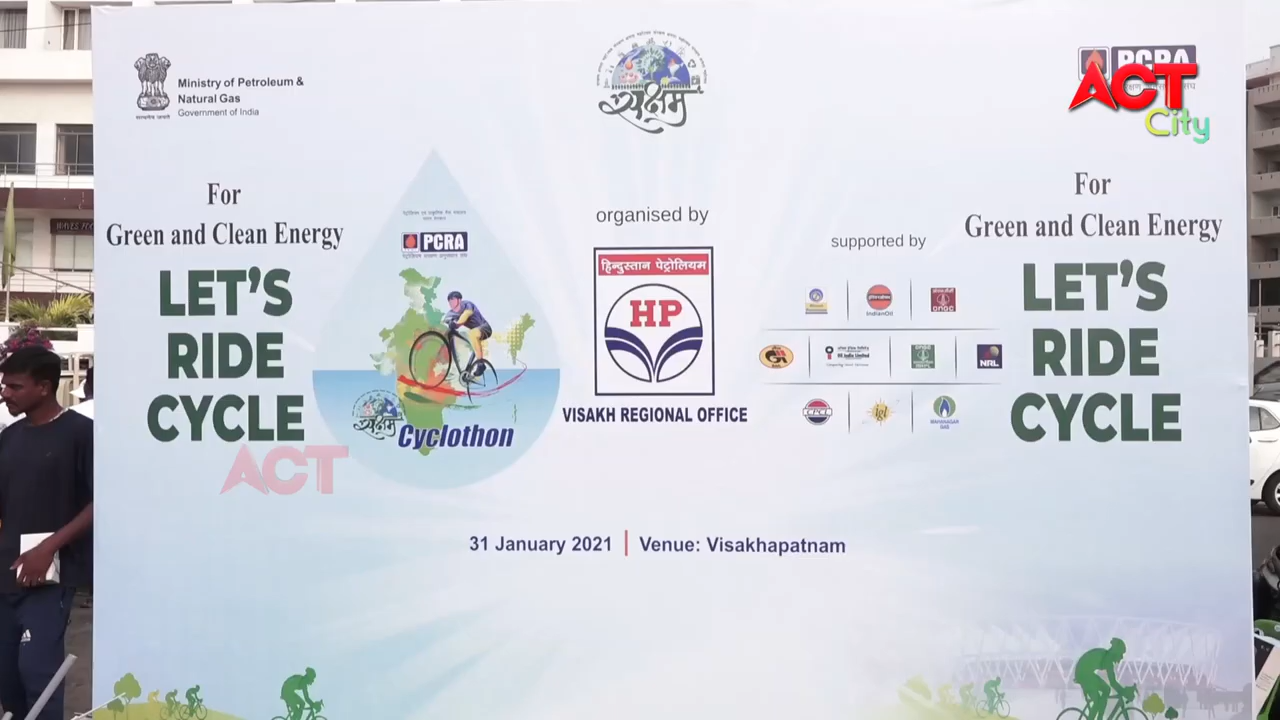 Ministry of Petroleum &
Natural Gas
Government of India
सक्षम
PCRA
ACT
City
For
Green and Clean Energy
LET'S
RIDE
CYCLE
PCRA
सक्षम
Cyclothon
organised by
हिन्दुस्तान पेट्रोलियम
HP
VISAKH REGIONAL OFFICE
supported by
IndianOil
ONGC
NRL
CPCL
MAHANAGAR
GAS
For
Green and Clean Energy
LET'S
RIDE
CYCLE
ACT
31 January 2021 | Venue: Visakhapatnam